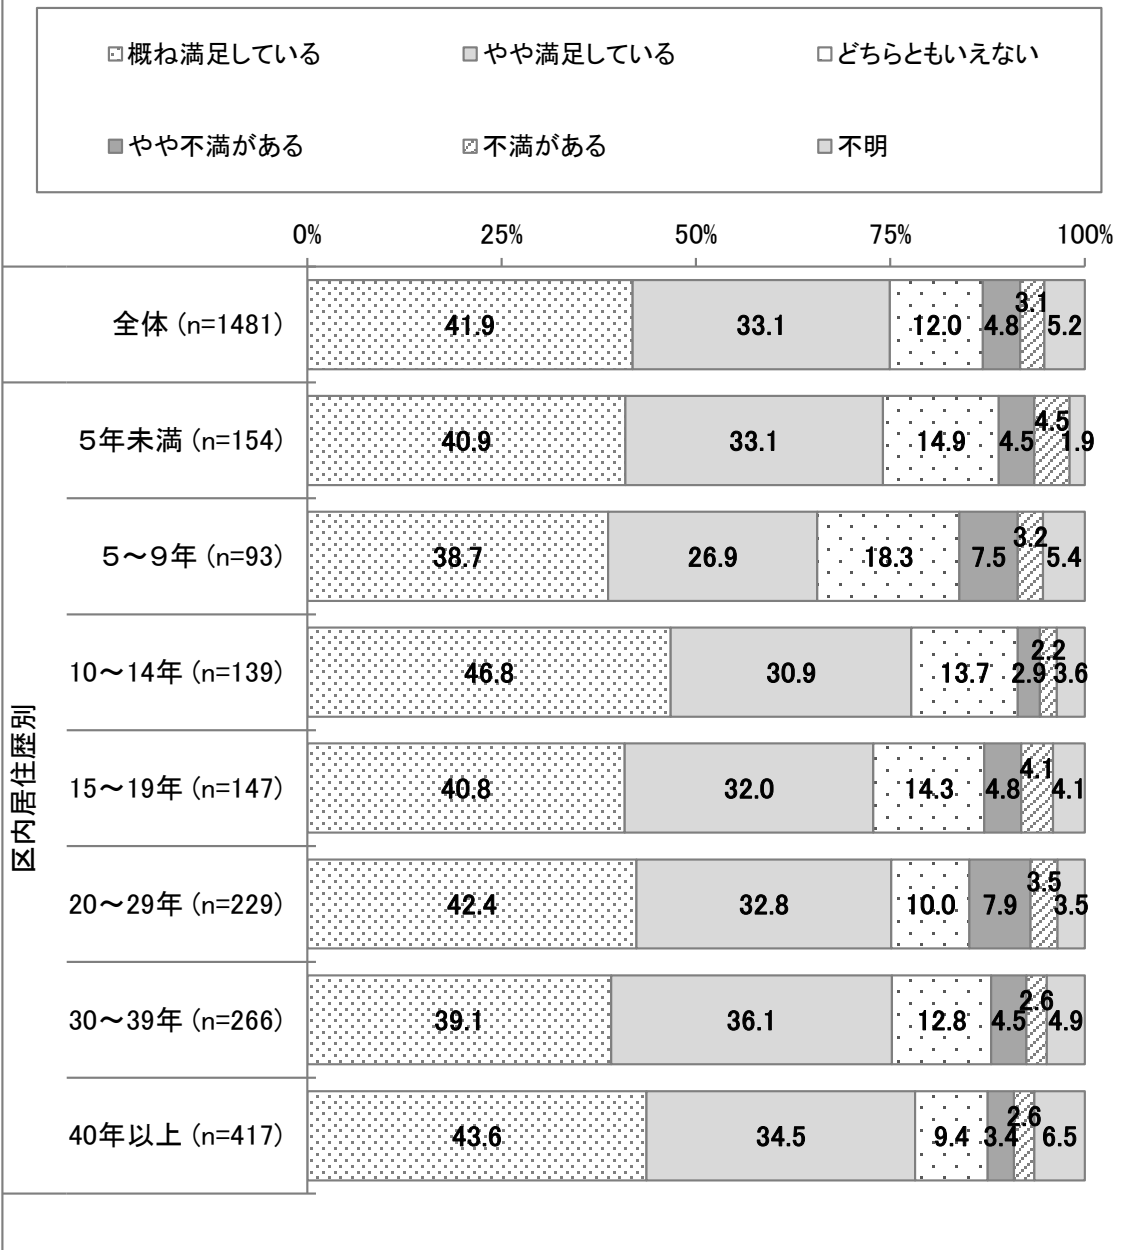 概ね満足している やや満足している どちらともいえない
やや不満がある 不満がある 不明
0% 25% 50% 75% 100%
全体 (n=1481) 41.9 33.1 12.0 4.8 3.1 5.2
５年未満 (n=154) 40.9 33.1 14.9 4.5 4.5 1.9
５～９年 (n=93) 38.7 26.9 18.3 7.5 3.2 5.4
10～14年 (n=139) 46.8 30.9 13.7 2.9 2.2 3.6
15～19年 (n=147) 40.8 32.0 14.3 4.8 4.1 4.1
20～29年 (n=229) 42.4 32.8 10.0 7.9 3.5 3.5
30～39年 (n=266) 39.1 36.1 12.8 4.5 2.6 4.9
40年以上 (n=417) 43.6 34.5 9.4 3.4 2.6 6.5
区内居住歴別